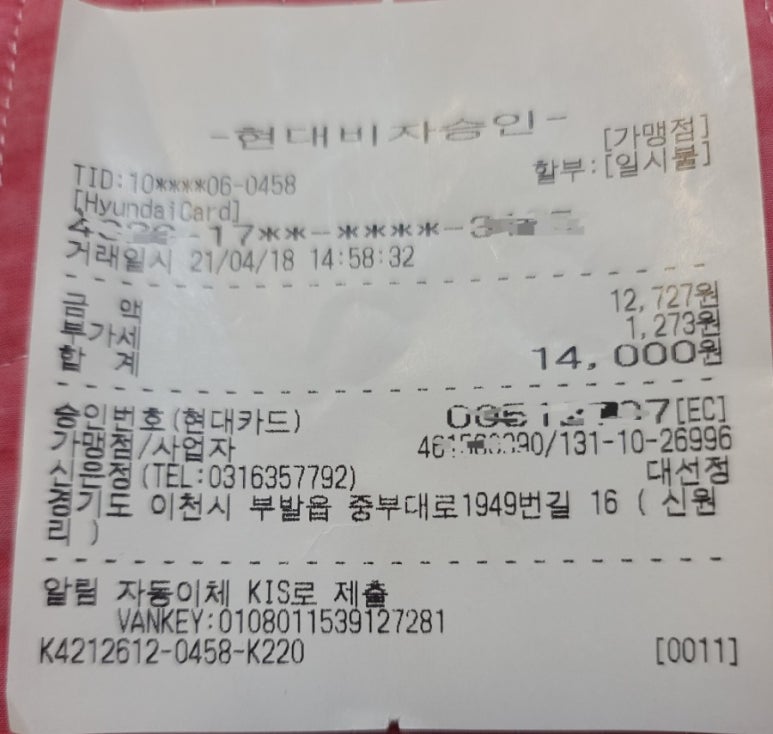 -현대비자승인-
[가맹점]
TID:10****06-0458
할부:[일시불]
[HyundaiCard]
-17**-****-
거래일시 21/04/18 14:58:32
금 액 12,727원
부가세 1,273원
합 계 14,000원
승인번호(현대카드) [EC]
가맹점/사업자 /131-10-26996
신은정(TEL:0316357792) 대선정
경기도 이천시 부발읍 중부대로1949번길 16 ( 신원
리 )
알림 자동이체 KIS로 제출
VANKEY:0108011539127281
K4212612-0458-K220 [0011]